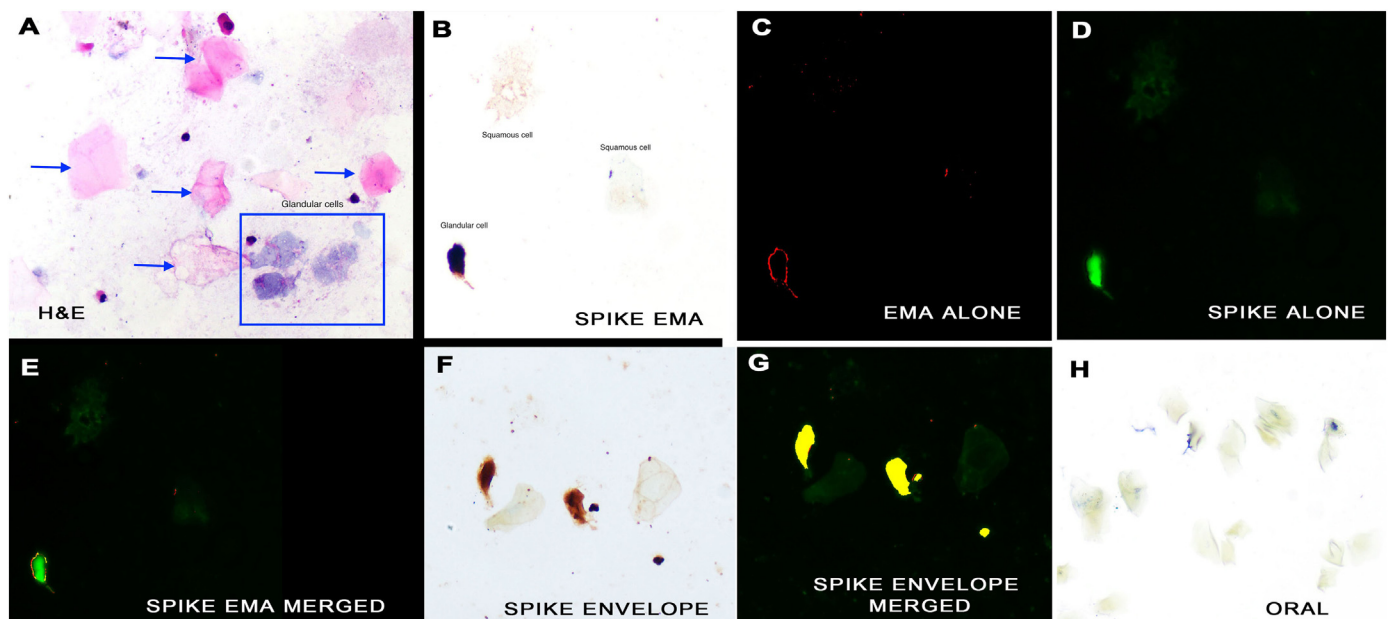 A
Glandular cells
H&E
B
Squamous cell
Squamous cell
Glandular cell
SPIKE EMA
C
EMA ALONE
D
SPIKE ALONE
E
SPIKE EMA MERGED
F
SPIKE ENVELOPE
G
SPIKE ENVELOPE
MERGED
H
ORAL